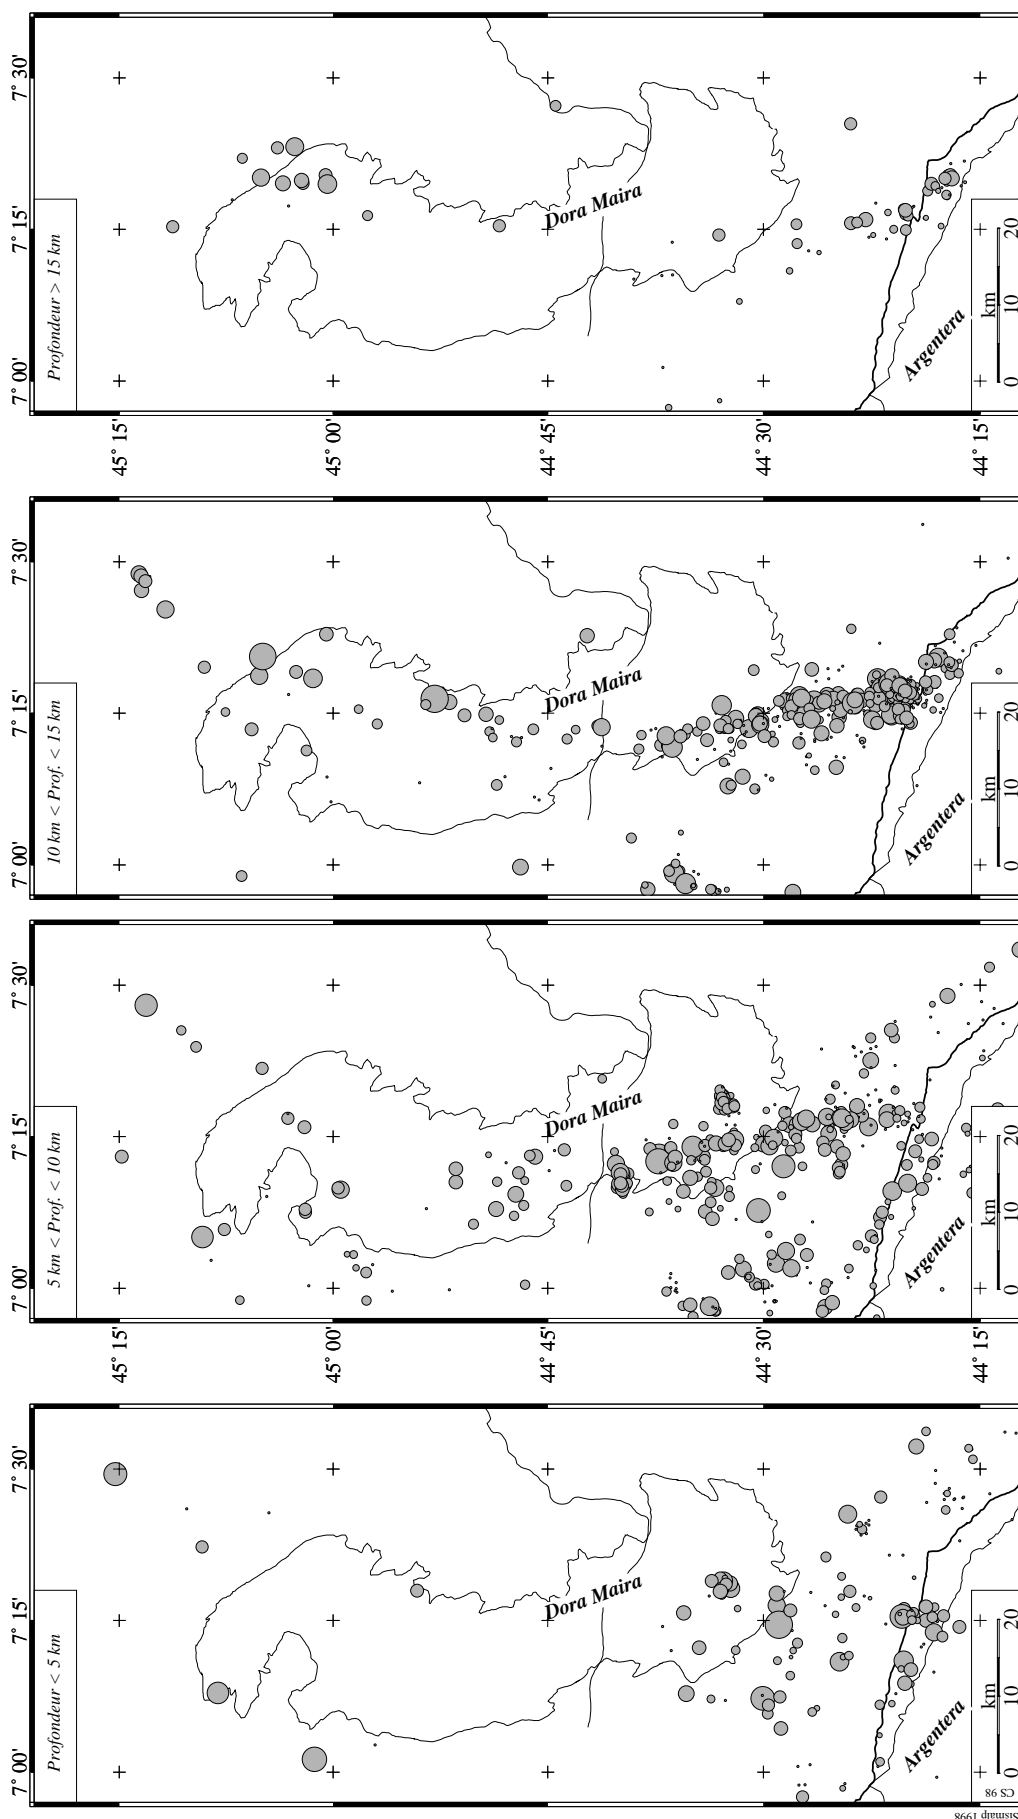 7° 00'
7° 15'
7° 30'
Profondeur < 5 km
Dora Maira
Argentera
km
0 10 20
CS 98
Sismalp 1998
45° 15'
45° 00'
44° 45'
44° 30'
44° 15'
7° 00'
7° 15'
7° 30'
5 km < Prof. < 10 km
Dora Maira
Argentera
km
0 10 20
7° 00'
7° 15'
7° 30'
10 km < Prof. < 15 km
Dora Maira
Argentera
km
0 10 20
45° 15'
45° 00'
44° 45'
44° 30'
44° 15'
7° 00'
7° 15'
7° 30'
Profondeur > 15 km
Dora Maira
Argentera
km
0 10 20